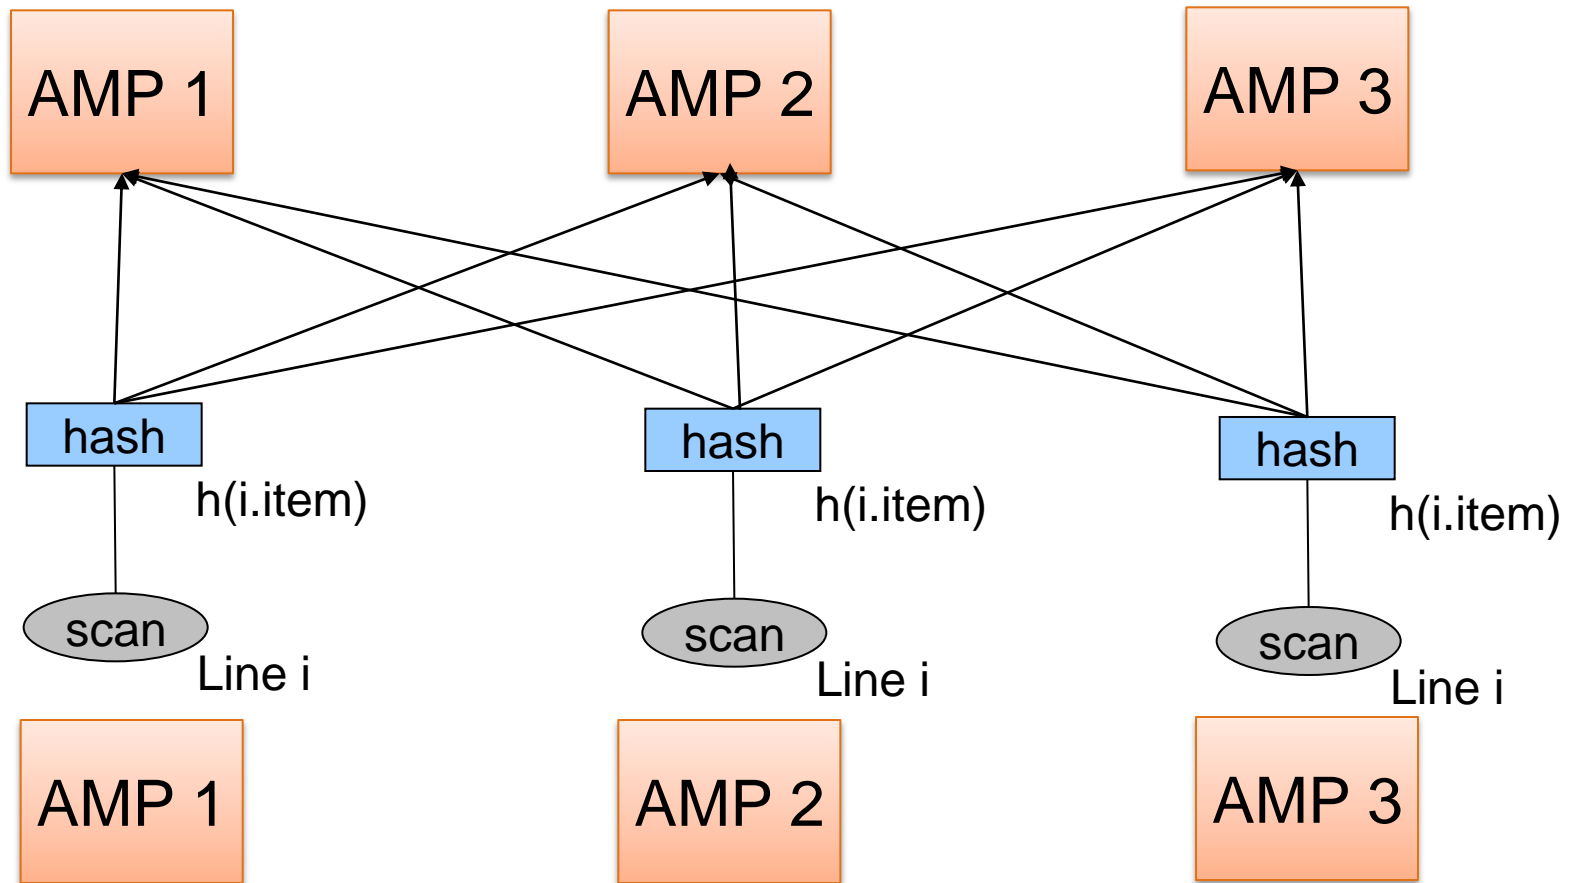 AMP 1
AMP 2
AMP 3
hash
hash
hash
h(i.item)
h(i.item)
h(i.item)
scan
scan
scan
Line i
Line i
Line i
AMP 1
AMP 2
AMP 3